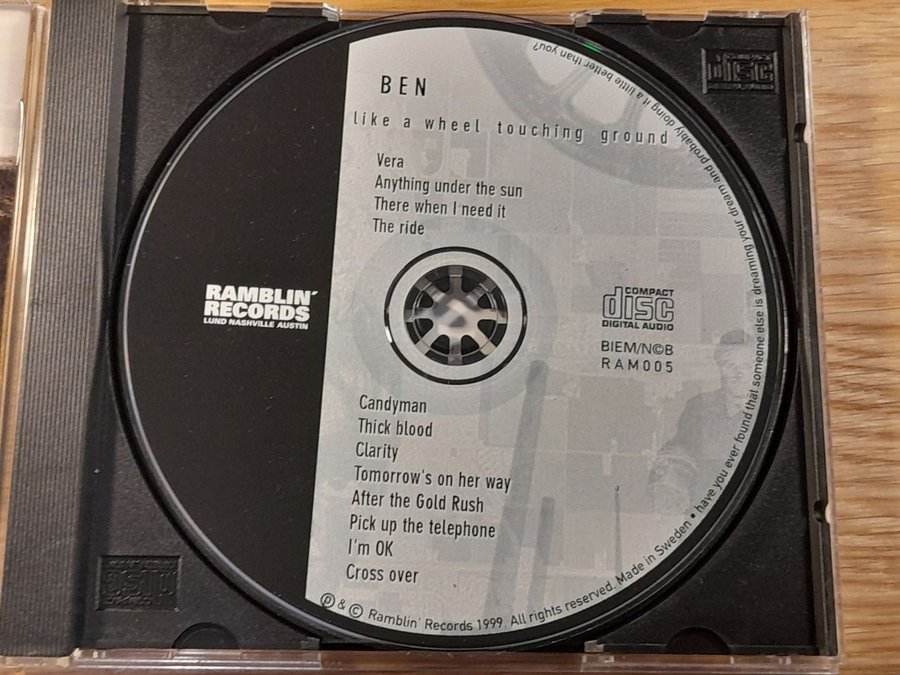 BEN
like a wheel touching ground
Vera
Anything under the sun
There when I need it
The ride
RAMBLIN'
RECORDS
LUND NASHVILLE AUSTIN
COMPACT
disc
DIGITAL AUDIO
BIEM/N©B
RAM005
Candyman
Thick blood
Clarity
Tomorrow's on her way
After the Gold Rush
Pick up the telephone
I'm OK
Cross over
℗ & © Ramblin' Records 1999. All rights reserved. Made in Sweden • have you ever found that someone else is dreaming your dream and probably doing it a little better than you?
disc
disc